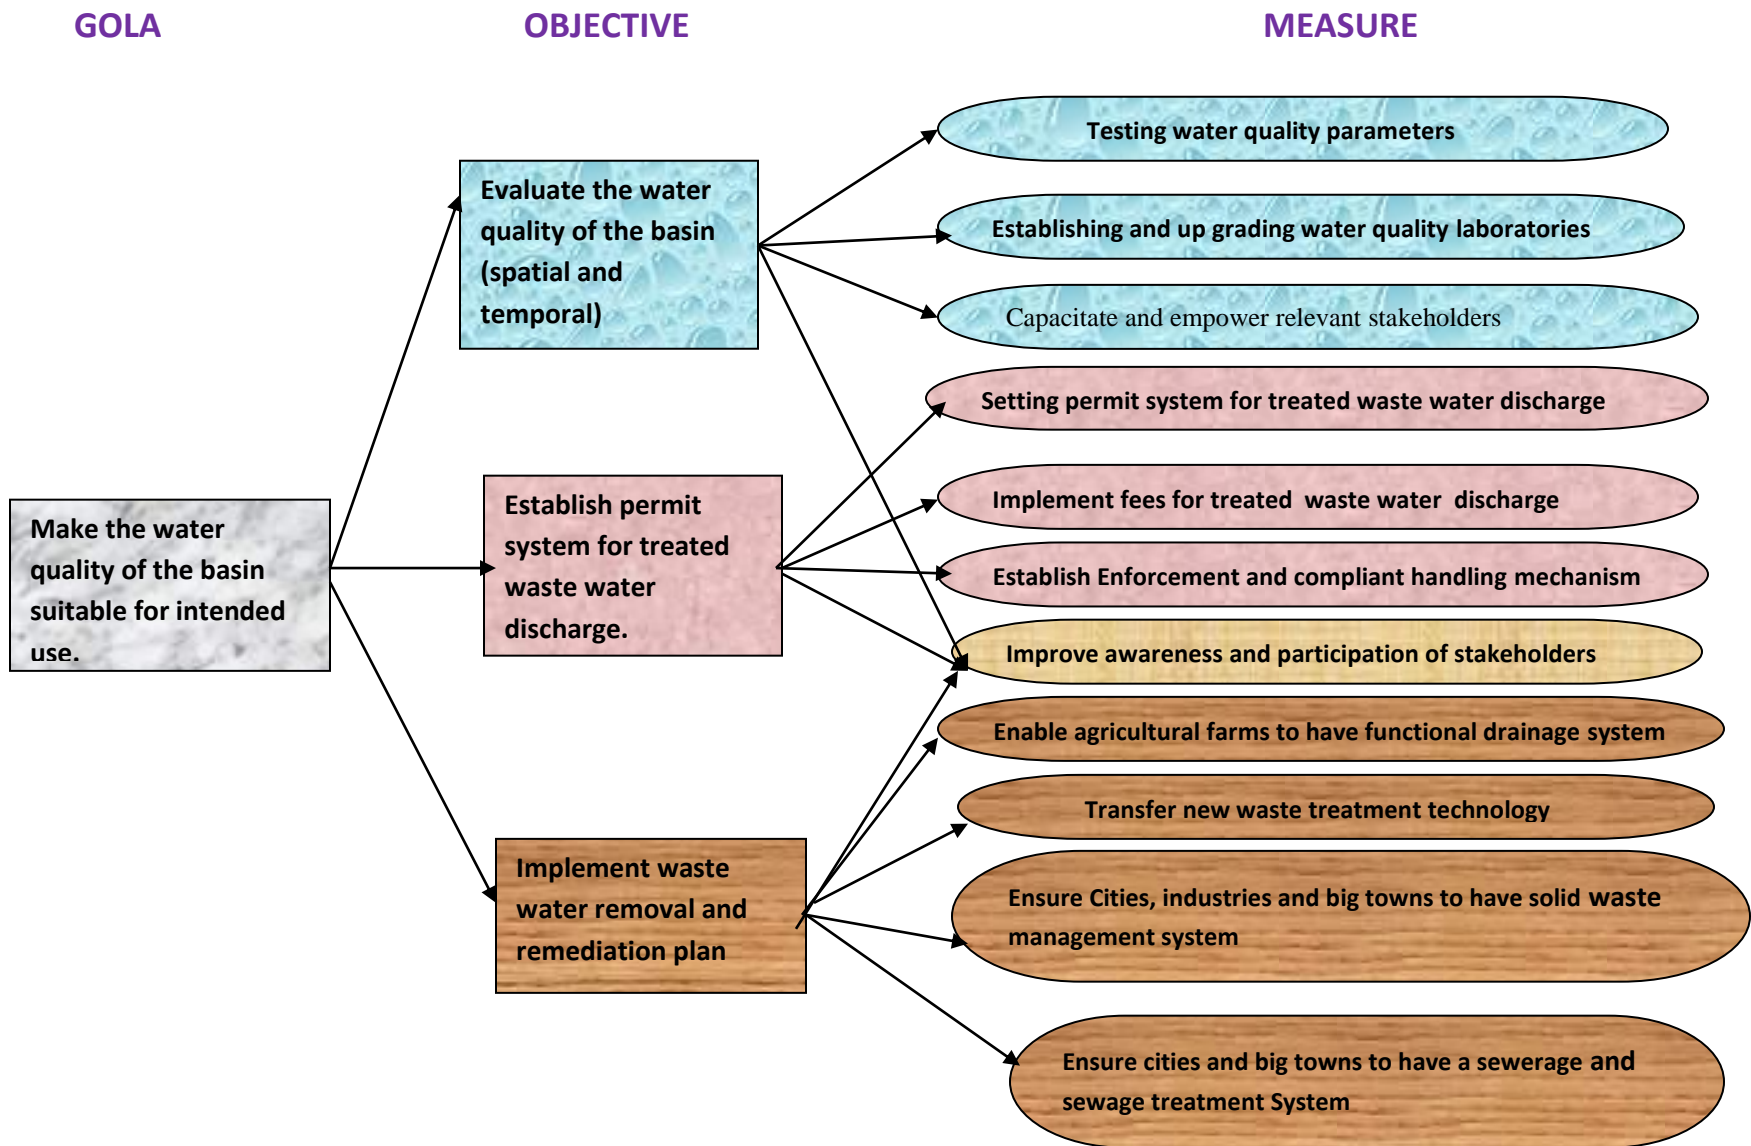 GOLA OBJECTIVE MEASURE
Make the water
quality of the basin
suitable for intended
use.
Evaluate the water
quality of the basin
(spatial and
temporal)
Establish permit
system for treated
waste water
discharge.
Implement waste
water removal and
remediation plan
Testing water quality parameters
Establishing and up grading water quality laboratories
Capacitate and empower relevant stakeholders
Setting permit system for treated waste water discharge
Implement fees for treated waste water discharge
Establish Enforcement and compliant handling mechanism
Improve awareness and participation of stakeholders
Enable agricultural farms to have functional drainage system
Transfer new waste treatment technology
Ensure Cities, industries and big towns to have solid waste
management system
Ensure cities and big towns to have a sewerage and
sewage treatment System